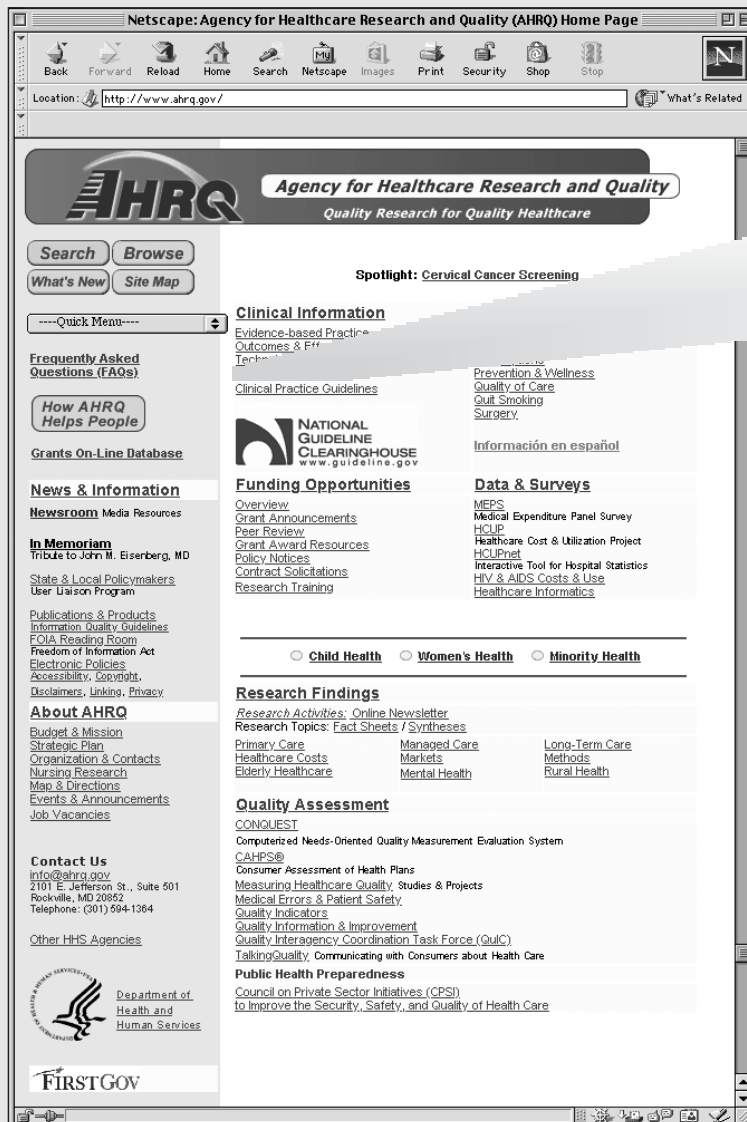 Netscape: Agency for Healthcare Research and Quality (AHRQ) Home Page
Back Forward Reload Home Search Netscape Images Print Security Shop Stop
My
N
Location: http://www.ahrq.gov/ What's Related
AHRQ
Agency for Healthcare Research and Quality
Quality Research for Quality Healthcare
Search Browse
What's New Site Map
----Quick Menu----
Frequently Asked
Questions (FAQs)
How AHRQ
Helps People
Grants On-Line Database
News & Information
Newsroom Media Resources
In Memoriam
Tribute to John M. Eisenberg, MD
State & Local Policymakers
User Liaison Program
Publications & Products
Information Quality Guidelines
FOIA Reading Room
Freedom of Information Act
Electronic Policies
Accessibility, Copyright,
Disclaimers, Linking, Privacy
About AHRQ
Budget & Mission
Strategic Plan
Organization & Contacts
Nursing Research
Map & Directions
Events & Announcements
Job Vacancies
Contact Us
info@ahrq.gov
2101 E. Jefferson St., Suite 501
Rockville, MD 20852
Telephone: (301) 594-1364
Other HHS Agencies
Department of
Health and
Human Services
FIRSTGOV
Spotlight: Cervical Cancer Screening
Clinical Information
Evidence-based Practice
Outcomes &
Clinical Practice Guidelines
NATIONAL
GUIDELINE
CLEARINGHOUSE
www.guideline.gov
Prevention & Wellness
Quality of Care
Quit Smoking
Surgery
Información en español
Funding Opportunities
Overview
Grant Announcements
Peer Review
Grant Award Resources
Policy Notices
Contract Solicitations
Research Training
Data & Surveys
MEPS
Medical Expenditure Panel Survey
HCUP
Healthcare Cost & Utilization Project
HCUPnet
Interactive Tool for Hospital Statistics
HIV & AIDS Costs & Use
Healthcare Informatics
Child Health Women's Health Minority Health
Research Findings
Research Activities: Online Newsletter
Research Topics: Fact Sheets / Syntheses
Primary Care Managed Care Long-Term Care
Healthcare Costs Markets Methods
Elderly Healthcare Mental Health Rural Health
Quality Assessment
CONQUEST
Computerized Needs-Oriented Quality Measurement Evaluation System
CAHPS®
Consumer Assessment of Health Plans
Measuring Healthcare Quality Studies & Projects
Medical Errors & Patient Safety
Quality Indicators
Quality Information & Improvement
Quality Interagency Coordination Task Force (QuIC)
TalkingQuality Communicating with Consumers about Health Care
Public Health Preparedness
Council on Private Sector Initiatives (CPSI)
to Improve the Security, Safety, and Quality of Health Care